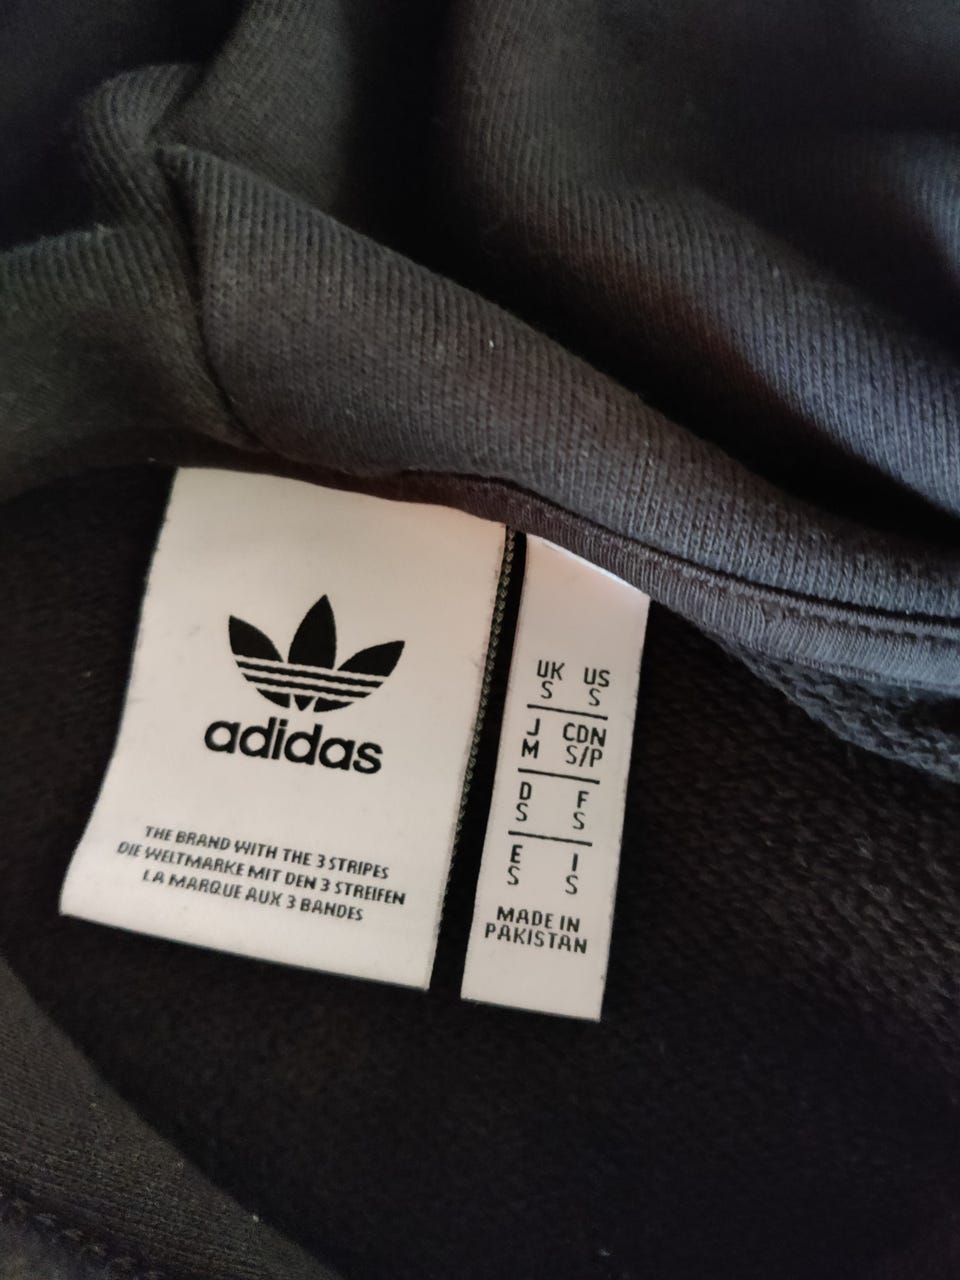 adidas
THE BRAND WITH THE 3 STRIPES
DIE WELTMARKE MIT DEN 3 STREIFEN
LA MARQUE AUX 3 BANDES
UK US
S S
J CDN
M S/P
D F
S S
E I
S S
MADE IN
PAKISTAN